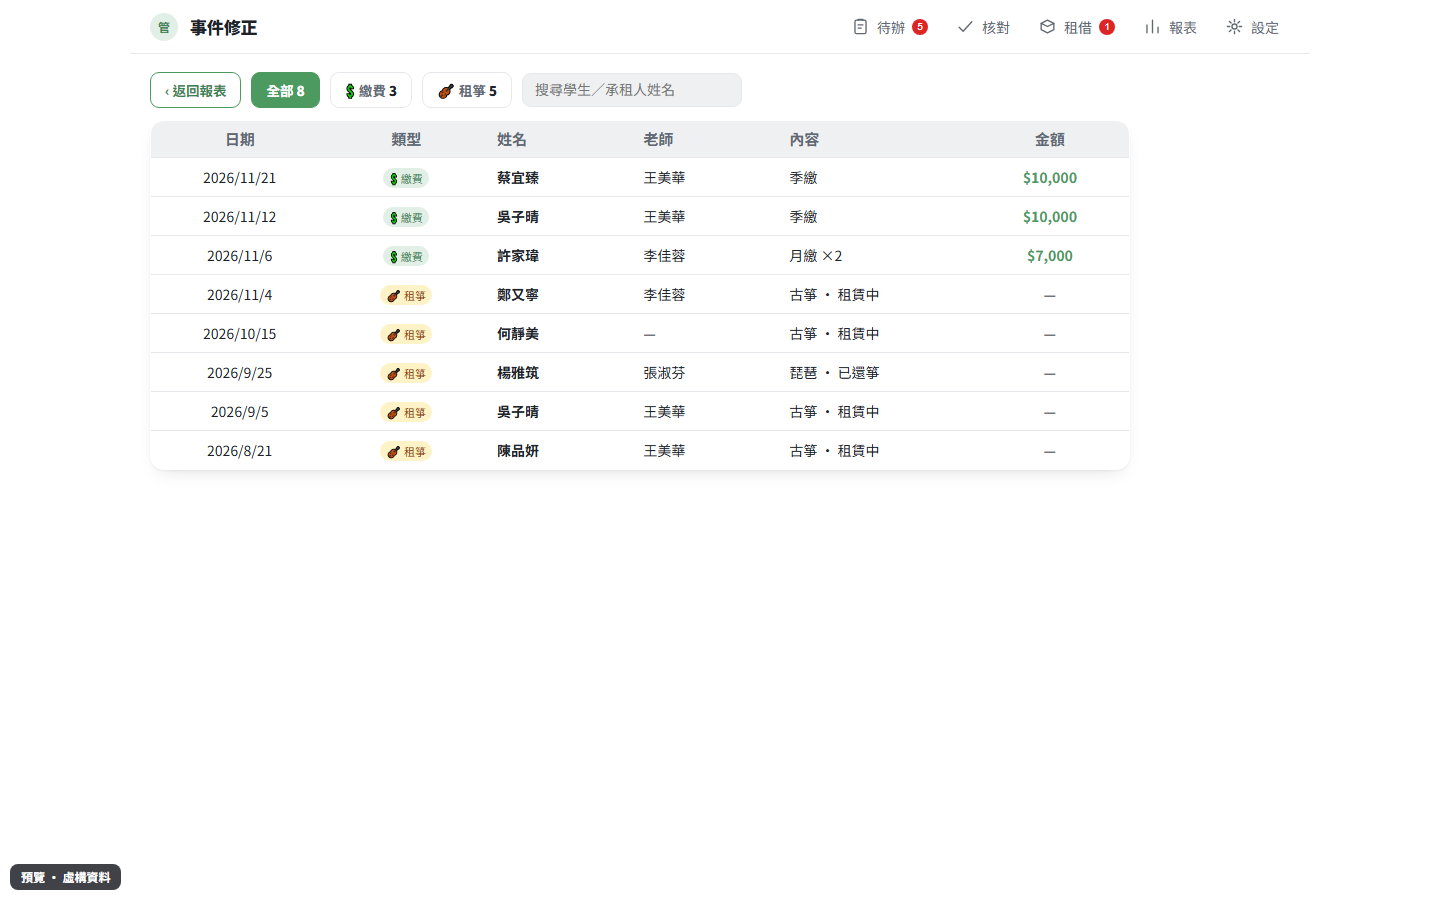 管 事件修正 待辦 5 核對 租借 1 報表 設定
‹ 返回報表 全部 8 繳費 3 租箏 5 搜尋學生／承租人姓名
日期 類型 姓名 老師 內容 金額
2026/11/21 繳費 蔡宜臻 王美華 季繳 $10,000
2026/11/12 繳費 吳子晴 王美華 季繳 $10,000
2026/11/6 繳費 許家瑋 李佳蓉 月繳 ×2 $7,000
2026/11/4 租箏 鄭又寧 李佳蓉 古箏 · 租賃中 —
2026/10/15 租箏 何靜美 — 古箏 · 租賃中 —
2026/9/25 租箏 楊雅筑 張淑芬 琵琶 · 已還箏 —
2026/9/5 租箏 吳子晴 王美華 古箏 · 租賃中 —
2026/8/21 租箏 陳品妍 王美華 古箏 · 租賃中 —
預覽 · 虛構資料